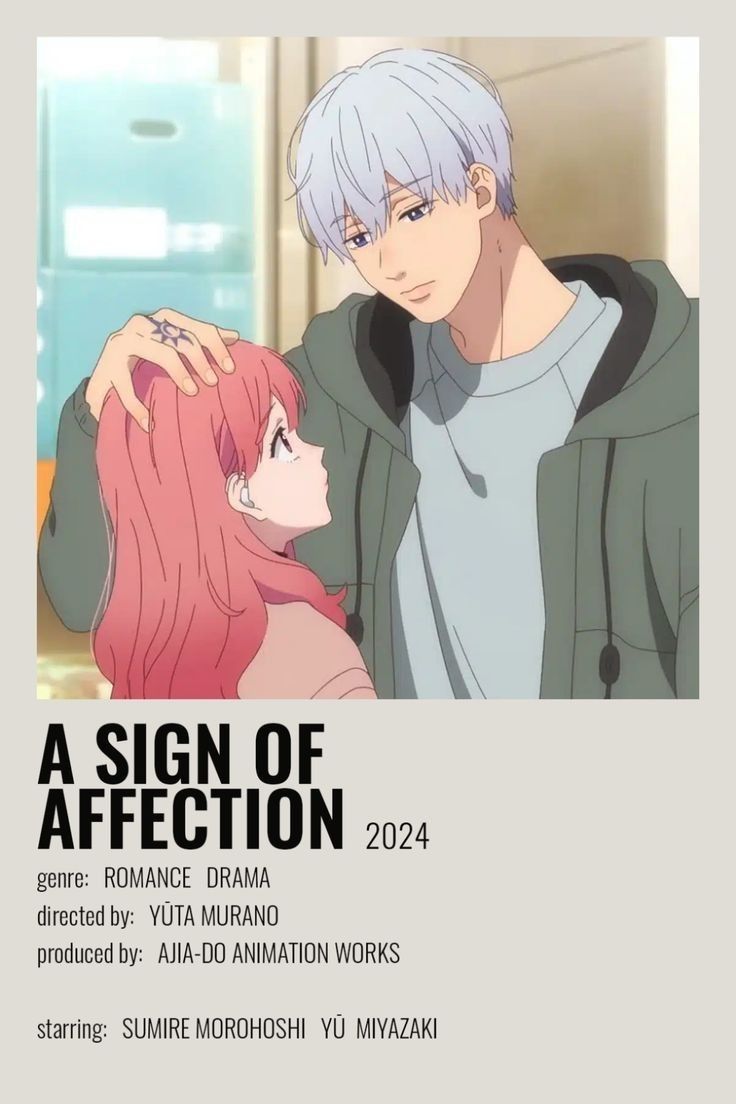 A SIGN OF
AFFECTION 2024
genre: ROMANCE DRAMA
directed by: YŪTA MURANO
produced by: AJIA-DO ANIMATION WORKS
starring: SUMIRE MOROHOSHI YŪ MIYAZAKI